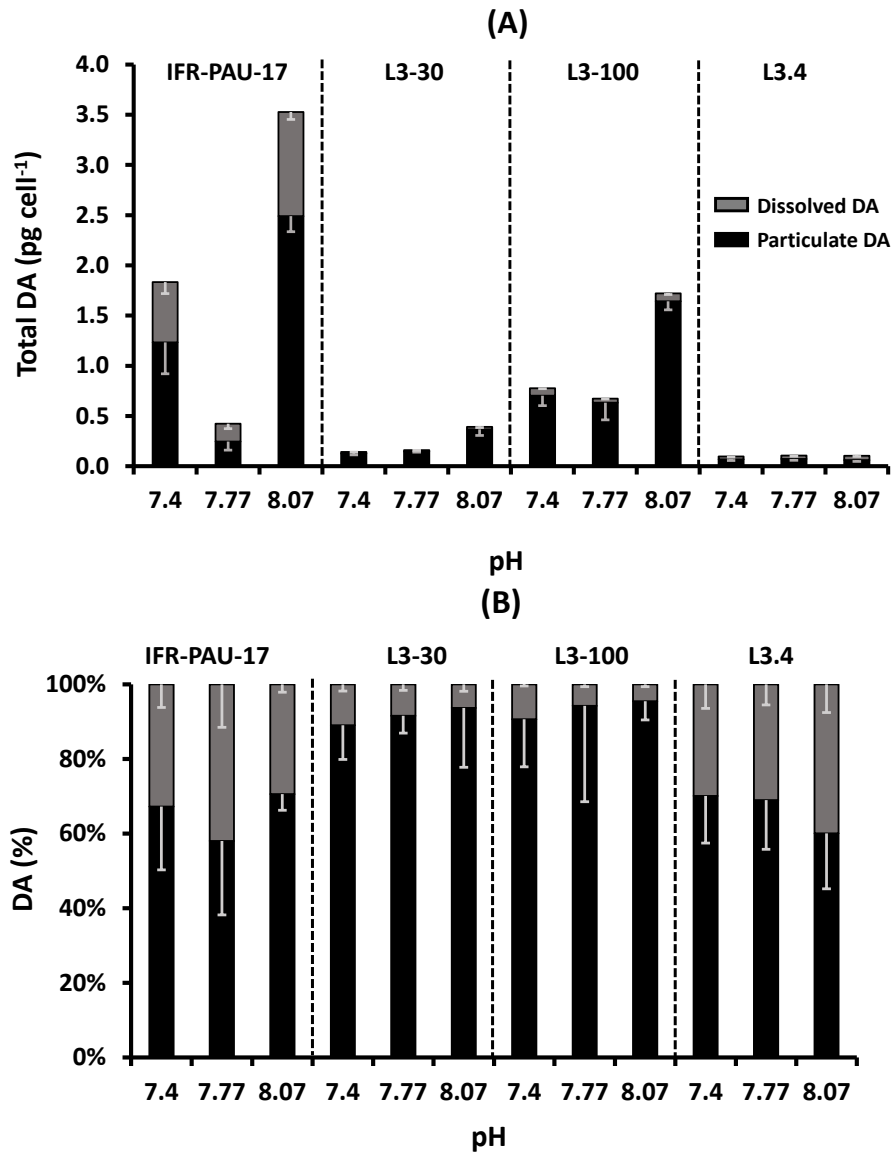 (A)
IFR-PAU-17 L3-30 L3-100 L3.4
Total DA (pg cell⁻¹)
4.0
3.5
3.0
2.5
2.0
1.5
1.0
0.5
0.0
Dissolved DA
Particulate DA
7.4 7.77 8.07 7.4 7.77 8.07 7.4 7.77 8.07 7.4 7.77 8.07
pH
(B)
IFR-PAU-17 L3-30 L3-100 L3.4
DA (%)
100%
80%
60%
40%
20%
0%
7.4 7.77 8.07 7.4 7.77 8.07 7.4 7.77 8.07 7.4 7.77 8.07
pH